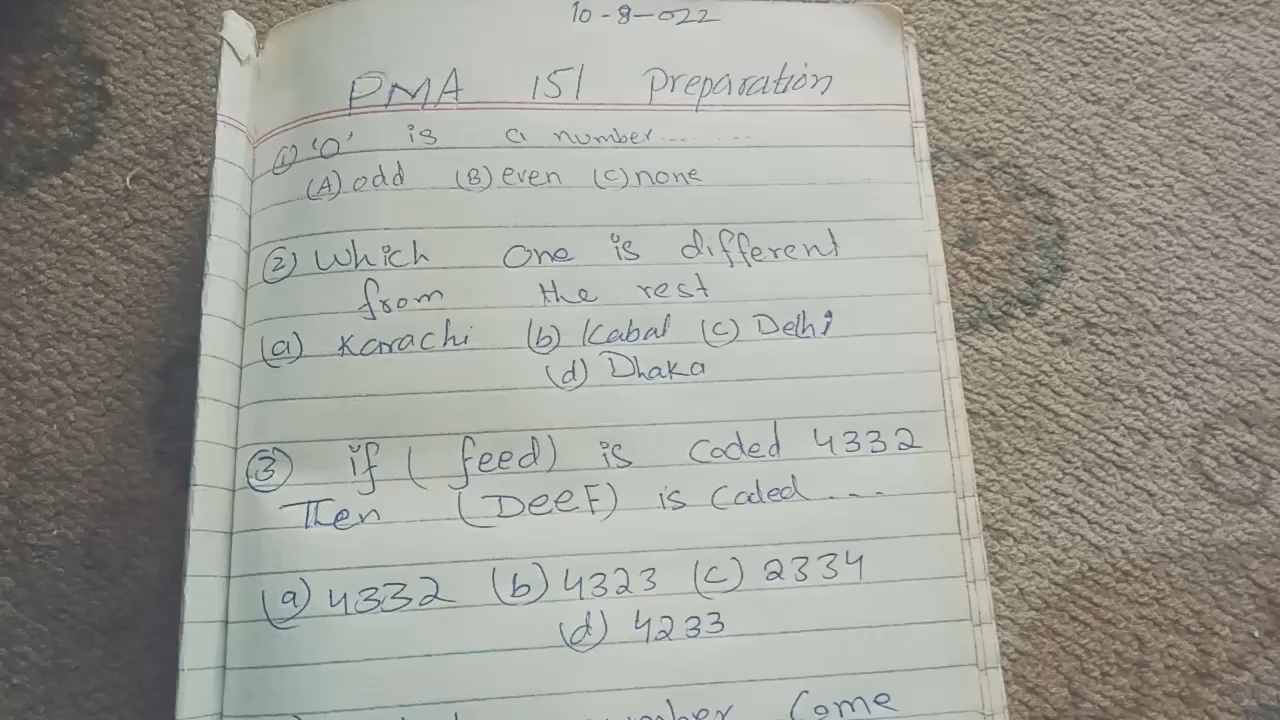 10-8-022
PMA 151 Preparation
① '0' is a number.........
(A) odd (B) even (C) none
② Which one is different
from the rest
(a) Karachi (b) Kabal (c) Delhi
(d) Dhaka
③ if ( feed) is coded 4332
Then (DeeF) is Caled ...
(a) 4332 (b) 4323 (c) 2334
(d) 4233
Come